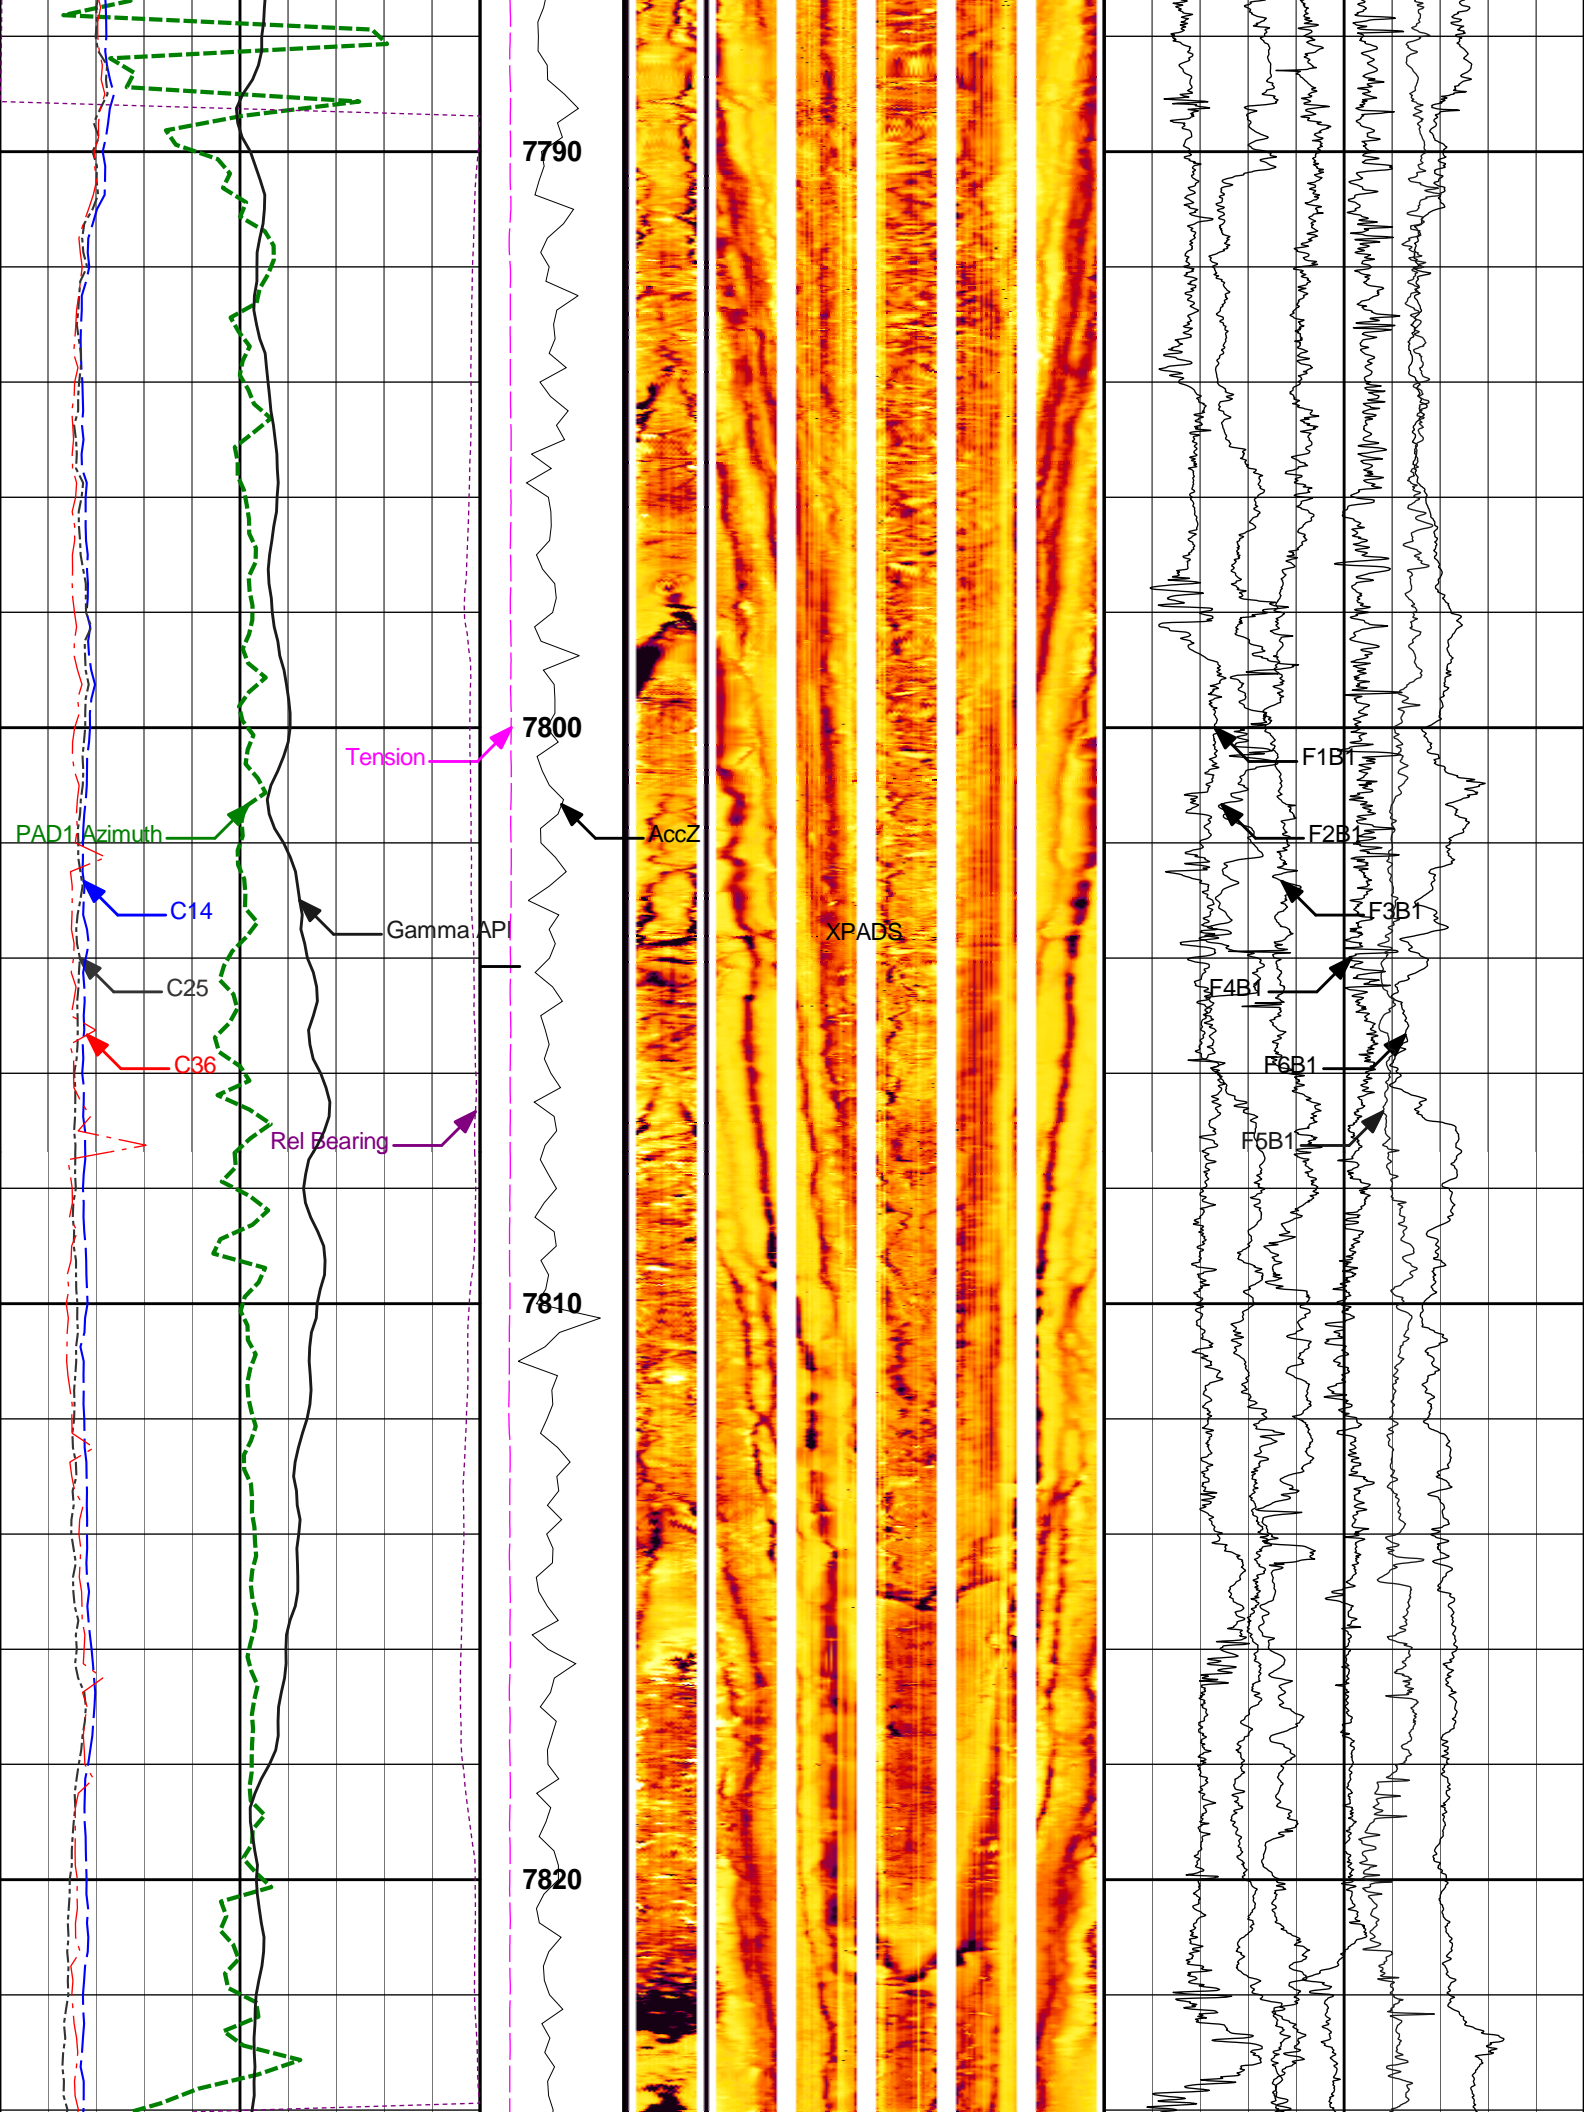 7790
7800
Tension
F1B1
PAD1 Azimuth
AccZ
F2B1
C14
F3B1
Gamma API
XPADS
C25
F4B1
C36
F6B1
Rel Bearing
F5B1
7810
7820